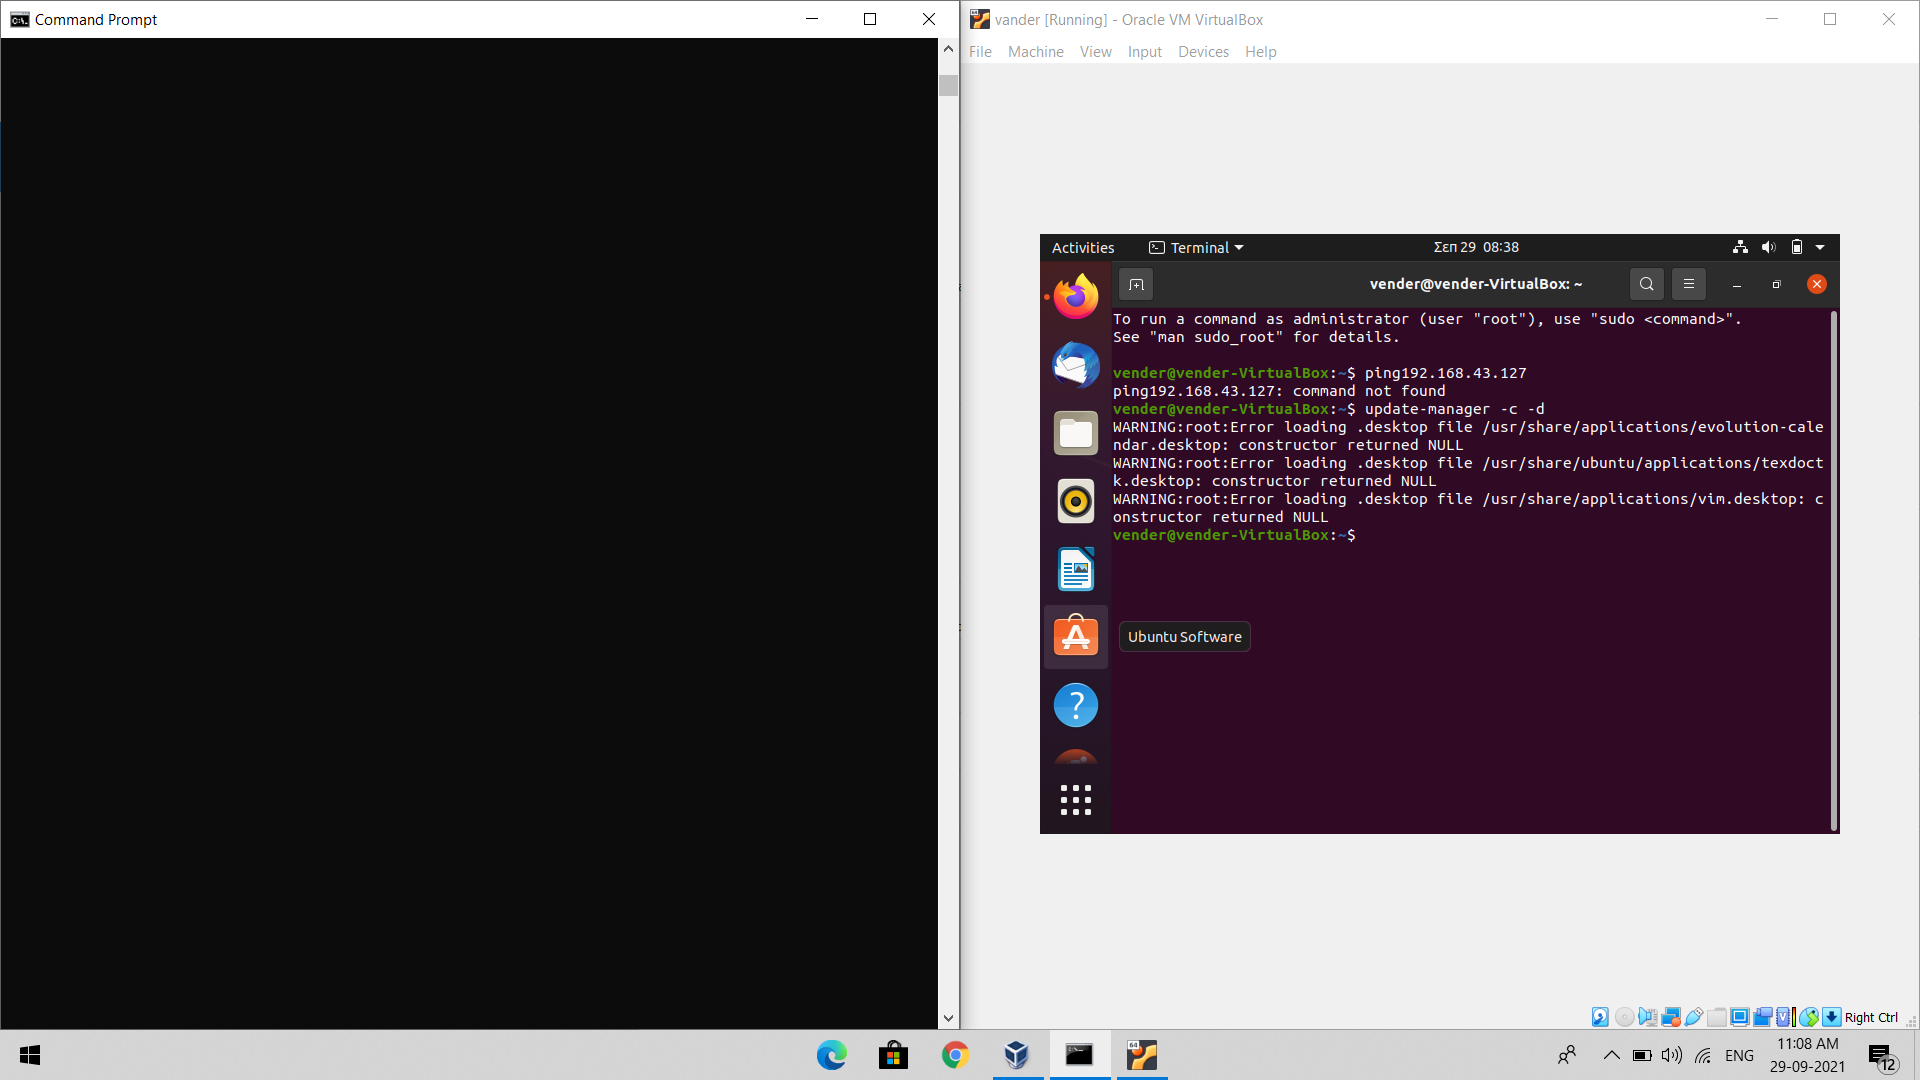 Command Prompt
vander [Running] - Oracle VM VirtualBox
File Machine View Input Devices Help
Activities Terminal Σεπ 29 08:38
vender@vender-VirtualBox: ~
To run a command as administrator (user "root"), use "sudo <command>".
See "man sudo_root" for details.
vender@vender-VirtualBox:~$ ping192.168.43.127
ping192.168.43.127: command not found
vender@vender-VirtualBox:~$ update-manager -c -d
WARNING:root:Error loading .desktop file /usr/share/applications/evolution-cale
ndar.desktop: constructor returned NULL
WARNING:root:Error loading .desktop file /usr/share/ubuntu/applications/texdoct
k.desktop: constructor returned NULL
WARNING:root:Error loading .desktop file /usr/share/applications/vim.desktop: c
onstructor returned NULL
vender@vender-VirtualBox:~$
Ubuntu Software
Right Ctrl
ENG
11:08 AM
29-09-2021
12